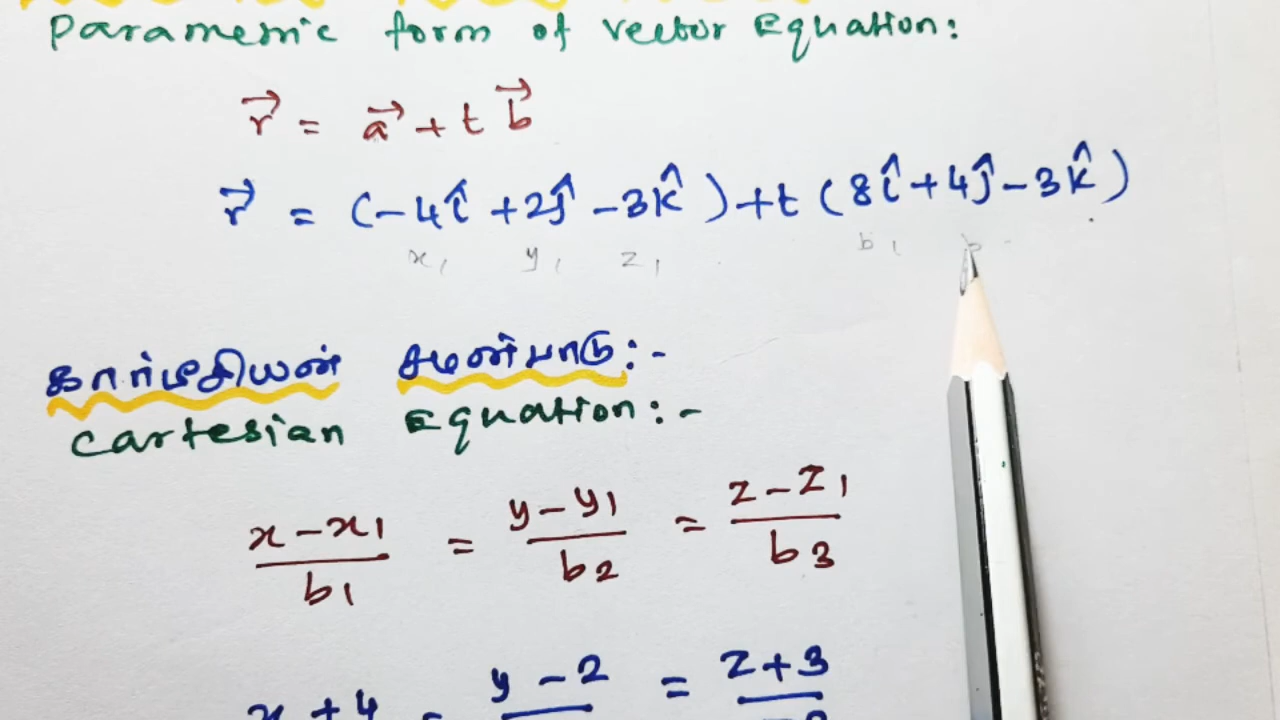 Parametric form of vector Equation:
r⃗ = a⃗ + t b⃗
r⃗ = (-4î + 2ĵ - 3k̂) + t (8î + 4ĵ - 3k̂)
x₁ y₁ z₁ b₁ b
கார்டீசியன் சமன்பாடு:-
Cartesian Equation:-
x - x₁ = y - y₁ = z - z₁
b₁ b₂ b₃
x + 4 = y - 2 = z + 3